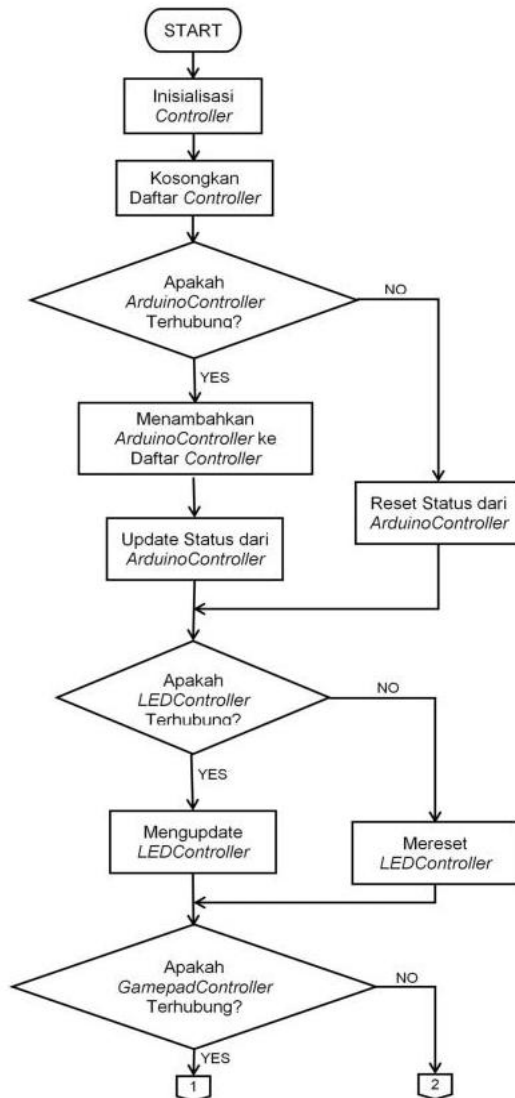 START
Inisialisasi
Controller
Kosongkan
Daftar Controller
Apakah
ArduinoController
Terhubung?
NO
YES
Menambahkan
ArduinoController ke
Daftar Controller
Reset Status dari
ArduinoController
Update Status dari
ArduinoController
Apakah
LEDController
Terhubung?
NO
YES
Mengupdate
LEDController
Mereset
LEDController
Apakah
GamepadController
Terhubung?
NO
YES
1
2